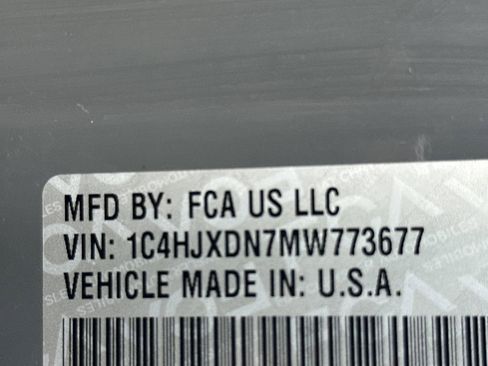 MFD BY: FCA US LLC
VIN: 1C4HJXDN7MW773677
VEHICLE MADE IN: U.S.A.